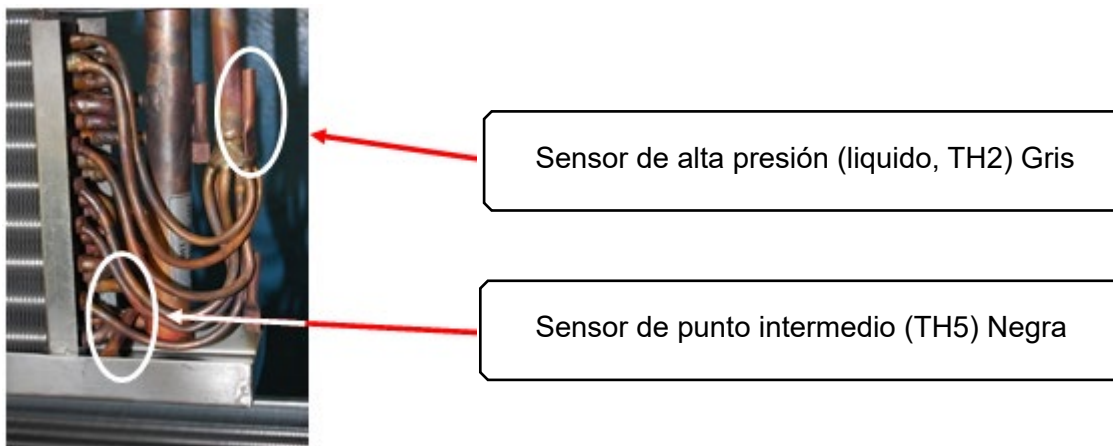 Sensor de alta presión (liquido, TH2) Gris
Sensor de punto intermedio (TH5) Negra